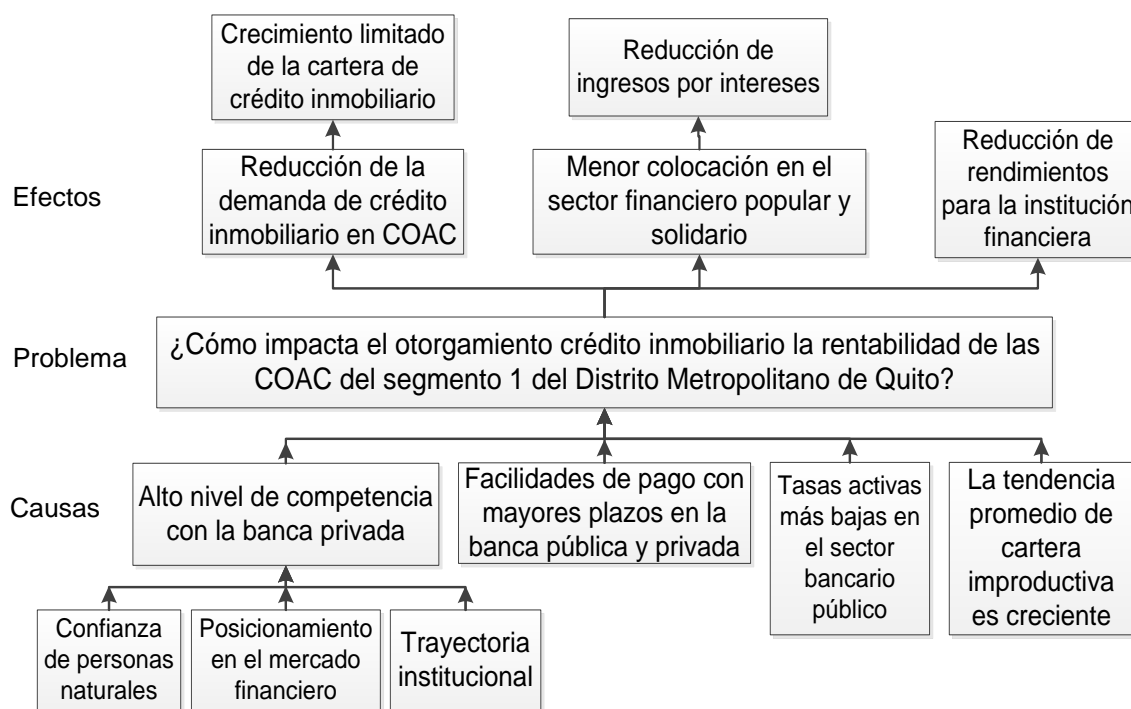 Crecimiento limitado
de la cartera de
crédito inmobiliario
Reducción de
ingresos por intereses
Efectos
Reducción de la
demanda de crédito
inmobiliario en COAC
Menor colocación en el
sector financiero popular y
solidario
Reducción de
rendimientos
para la institución
financiera
Problema
¿Cómo impacta el otorgamiento crédito inmobiliario la rentabilidad de las
COAC del segmento 1 del Distrito Metropolitano de Quito?
Causas
Alto nivel de competencia
con la banca privada
Facilidades de pago con
mayores plazos en la
banca pública y privada
Tasas activas
más bajas en
el sector
bancario
público
La tendencia
promedio de
cartera
improductiva
es creciente
Confianza
de personas
naturales
Posicionamiento
en el mercado
financiero
Trayectoria
institucional